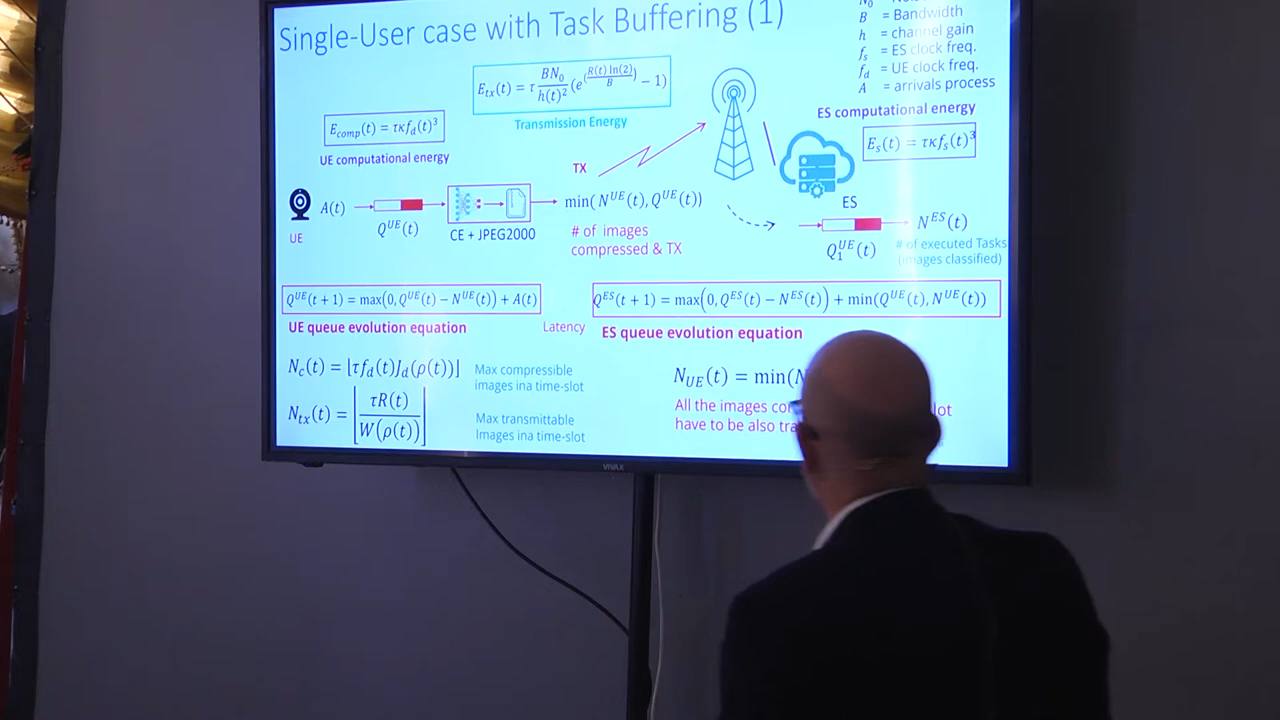 Single-User case with Task Buffering (1)
B = Bandwidth
h = channel gain
f_s = ES clock freq.
f_d = UE clock freq.
A = arrivals process
E_tx(t) = τ BN_0/h(t)^2 (e^(R(t) ln(2)/B) − 1)
Transmission Energy
ES computational energy
E_s(t) = τκf_s(t)^3
E_comp(t) = τκf_d(t)^3
UE computational energy
TX
A(t)
UE
Q^UE(t)
CE + JPEG2000
min(N^UE(t), Q^UE(t))
# of images
compressed & TX
ES
N^ES(t)
Q_1^UE(t)
# of executed Tasks
(images classified)
Q^UE(t + 1) = max(0, Q^UE(t) − N^UE(t)) + A(t)
Q^ES(t + 1) = max(0, Q^ES(t) − N^ES(t)) + min(Q^UE(t), N^UE(t))
UE queue evolution equation
Latency
ES queue evolution equation
N_c(t) = ⌊τf_d(t)J_d(ρ(t))⌋
Max compressible
images ina time-slot
N_tx(t) = ⌊τR(t)/W(ρ(t))⌋
Max transmittable
Images ina time-slot
N_UE(t) = min(
All the images
have to be also
VIVAX